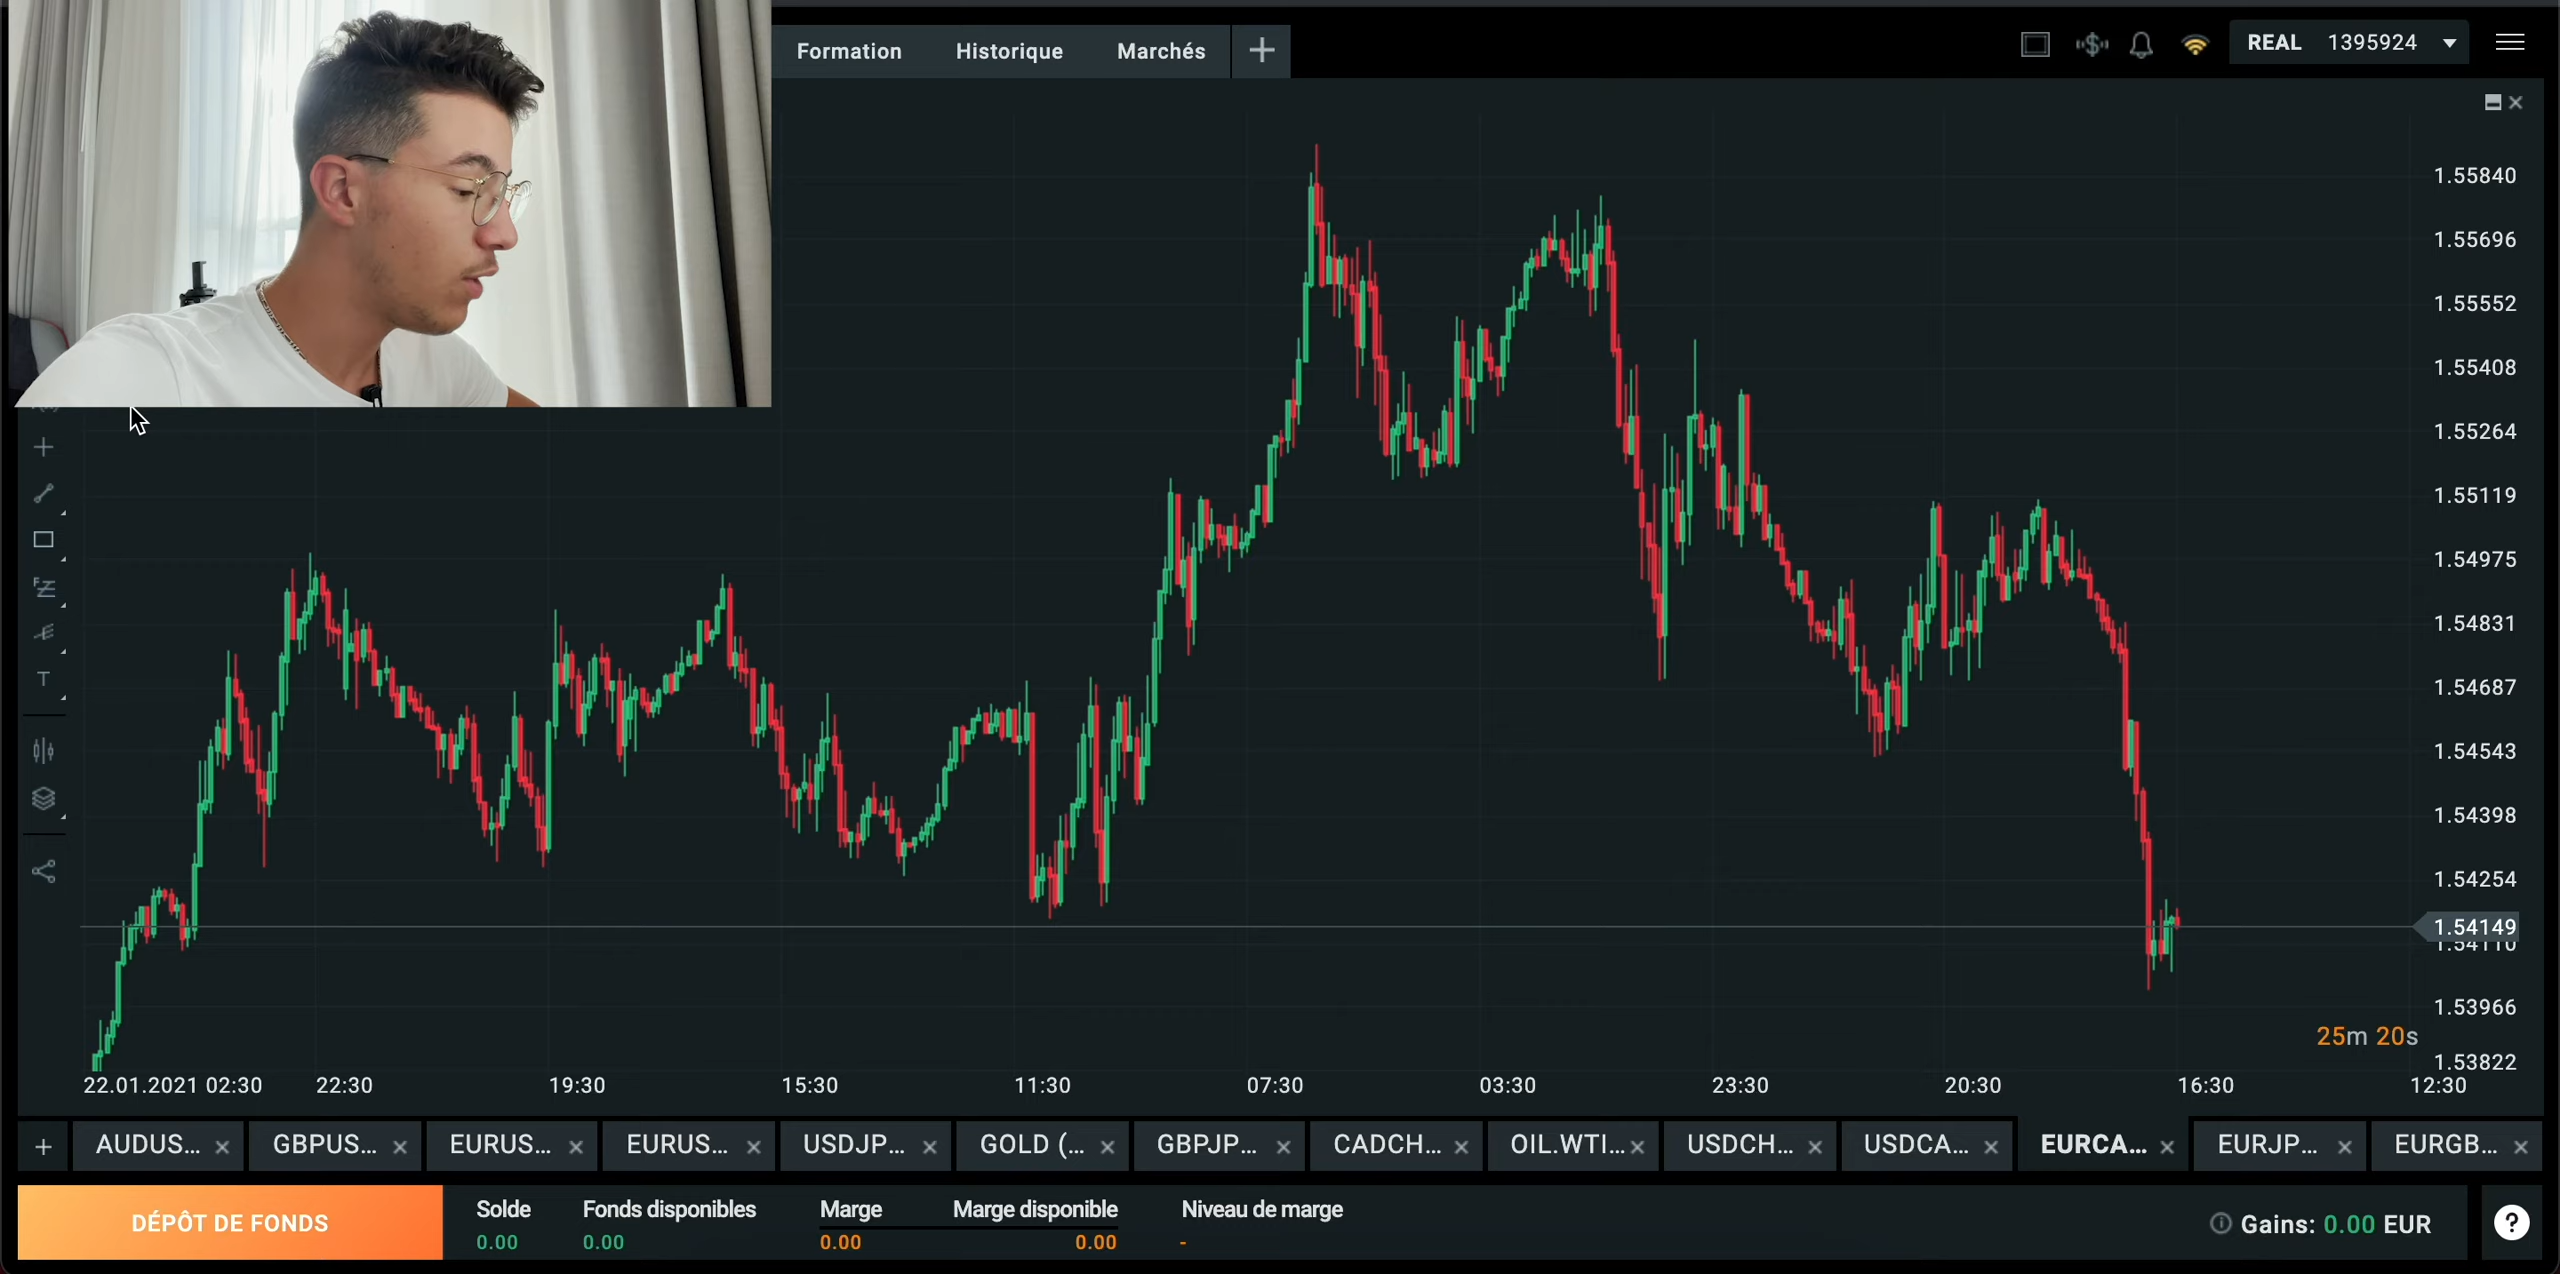 Formation Historique Marchés
REAL 1395924
1.55840
1.55696
1.55552
1.55408
1.55264
1.55119
1.54975
1.54831
1.54687
1.54543
1.54398
1.54254
1.54149
1.54110
1.53966
25m 20s
1.53822
22.01.2021 02:30 22:30 19:30 15:30 11:30 07:30 03:30 23:30 20:30 16:30 12:30
AUDUS... GBPUS... EURUS... EURUS... USDJP... GOLD (... GBPJP... CADCH... OIL.WTI... USDCH... USDCA... EURCA... EURJP... EURGB...
DÉPÔT DE FONDS
Solde Fonds disponibles Marge Marge disponible Niveau de marge
0.00 0.00 0.00 0.00 -
Gains: 0.00 EUR